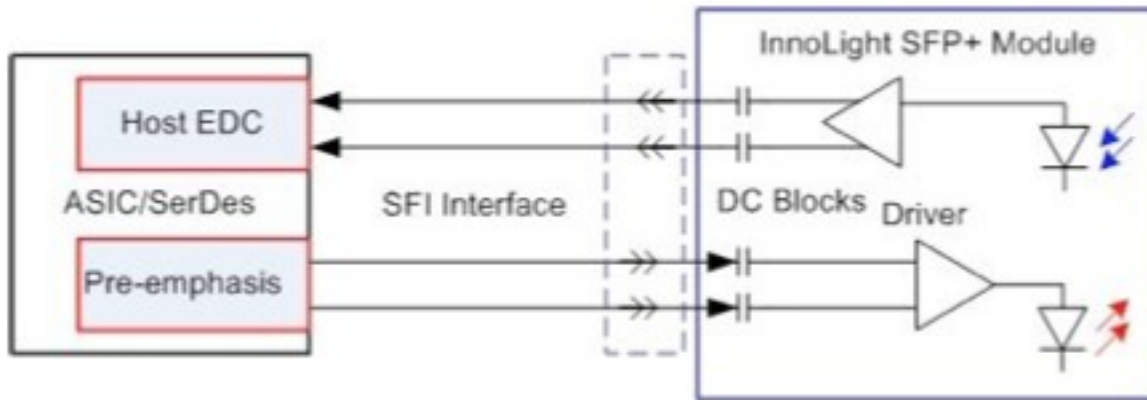 InnoLight SFP+ Module
Host EDC
ASIC/SerDes
SFI Interface
DC Blocks
Driver
Pre-emphasis